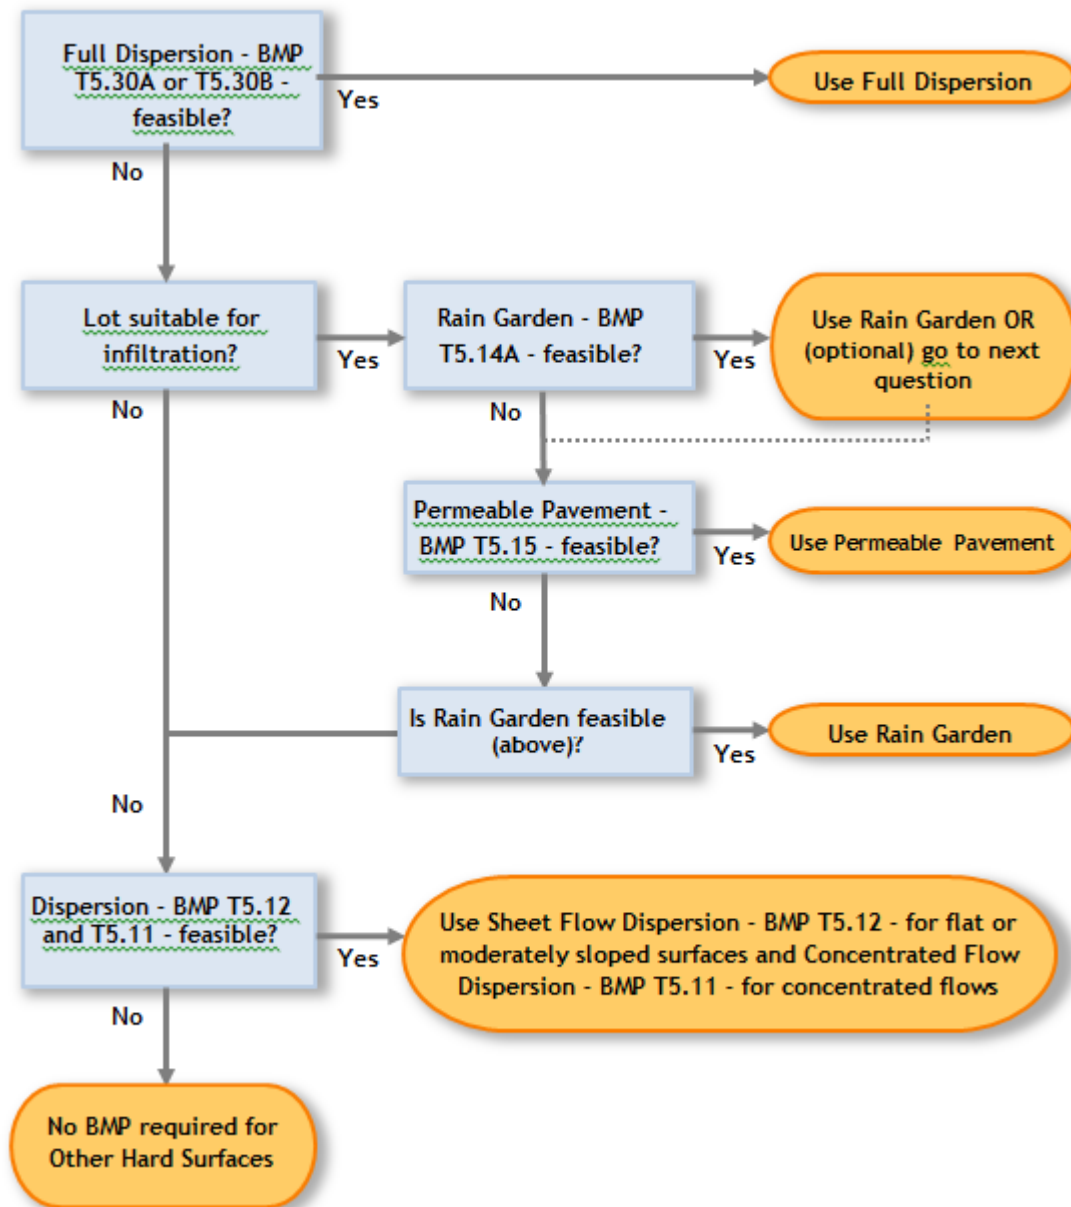 Full Dispersion - BMP
T5.30A or T5.30B -
feasible?
Yes
Use Full Dispersion
No
Lot suitable for
infiltration?
Yes
Rain Garden - BMP
T5.14A - feasible?
Yes
Use Rain Garden OR
(optional) go to next
question
No
No
Permeable Pavement -
BMP T5.15 - feasible?
Yes
Use Permeable Pavement
No
Is Rain Garden feasible
(above)?
Yes
Use Rain Garden
No
Dispersion - BMP T5.12
and T5.11 - feasible?
Yes
Use Sheet Flow Dispersion - BMP T5.12 - for flat or
moderately sloped surfaces and Concentrated Flow
Dispersion - BMP T5.11 - for concentrated flows
No
No BMP required for
Other Hard Surfaces